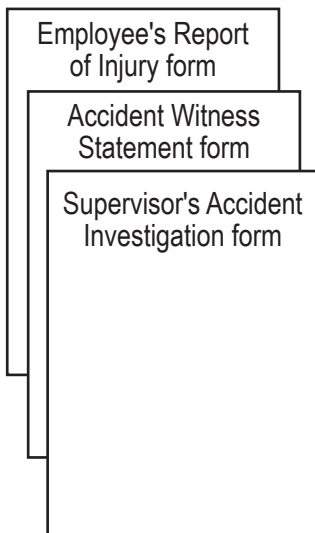 Employee's Report
of Injury form
Accident Witness
Statement form
Supervisor's Accident
Investigation form